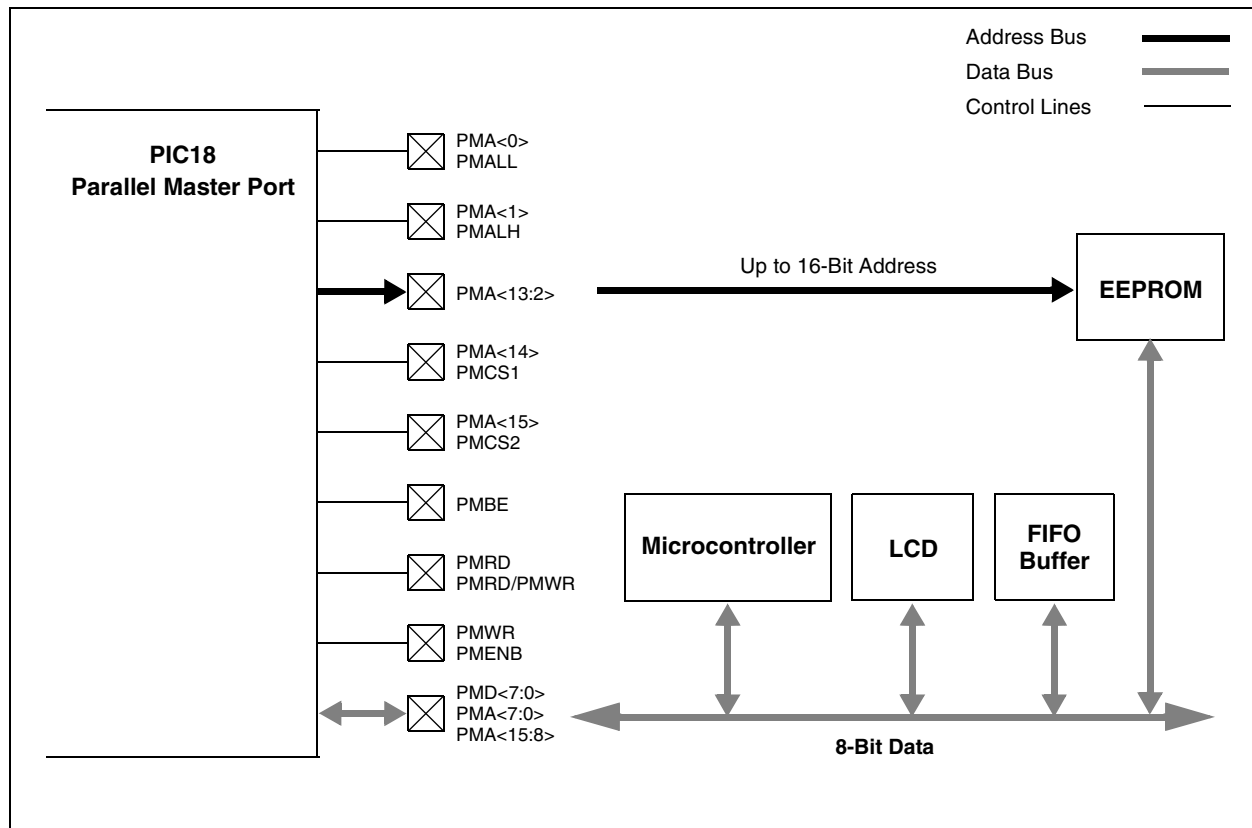 Address Bus
Data Bus
Control Lines
PIC18
Parallel Master Port
PMA<0>
PMALL
PMA<1>
PMALH
PMA<13:2>
Up to 16-Bit Address
EEPROM
PMA<14>
PMCS1
PMA<15>
PMCS2
PMBE
Microcontroller
LCD
FIFO
Buffer
PMRD
PMRD/PMWR
PMWR
PMENB
PMD<7:0>
PMA<7:0>
PMA<15:8>
8-Bit Data